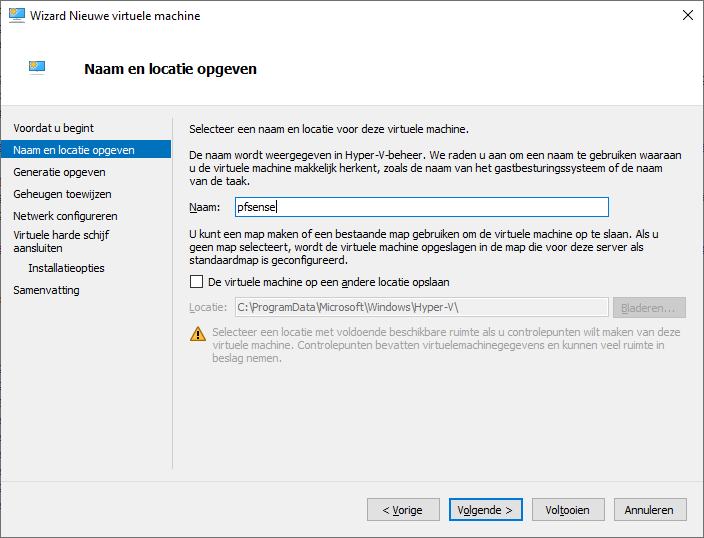 Wizard Nieuwe virtuele machine
Naam en locatie opgeven
Voordat u begint
Naam en locatie opgeven
Generatie opgeven
Geheugen toewijzen
Netwerk configureren
Virtuele harde schijf
aansluiten
Installatieopties
Samenvatting
Selecteer een naam en locatie voor deze virtuele machine.
De naam wordt weergegeven in Hyper-V-beheer. We raden u aan om een naam te gebruiken waaraan
u de virtuele machine makkelijk herkent, zoals de naam van het gastbesturingssysteem of de naam
van de taak.
Naam: pfsense
U kunt een map maken of een bestaande map gebruiken om de virtuele machine op te slaan. Als u
geen map selecteert, wordt de virtuele machine opgeslagen in de map die voor deze server als
standaardmap is geconfigureerd.
De virtuele machine op een andere locatie opslaan
Locatie: C:\ProgramData\Microsoft\Windows\Hyper-V\ Bladeren...
Selecteer een locatie met voldoende beschikbare ruimte als u controlepunten wilt maken van deze
virtuele machine. Controlepunten bevatten virtuelemachinegegevens en kunnen veel ruimte in
beslag nemen.
< Vorige Volgende > Voltooien Annuleren